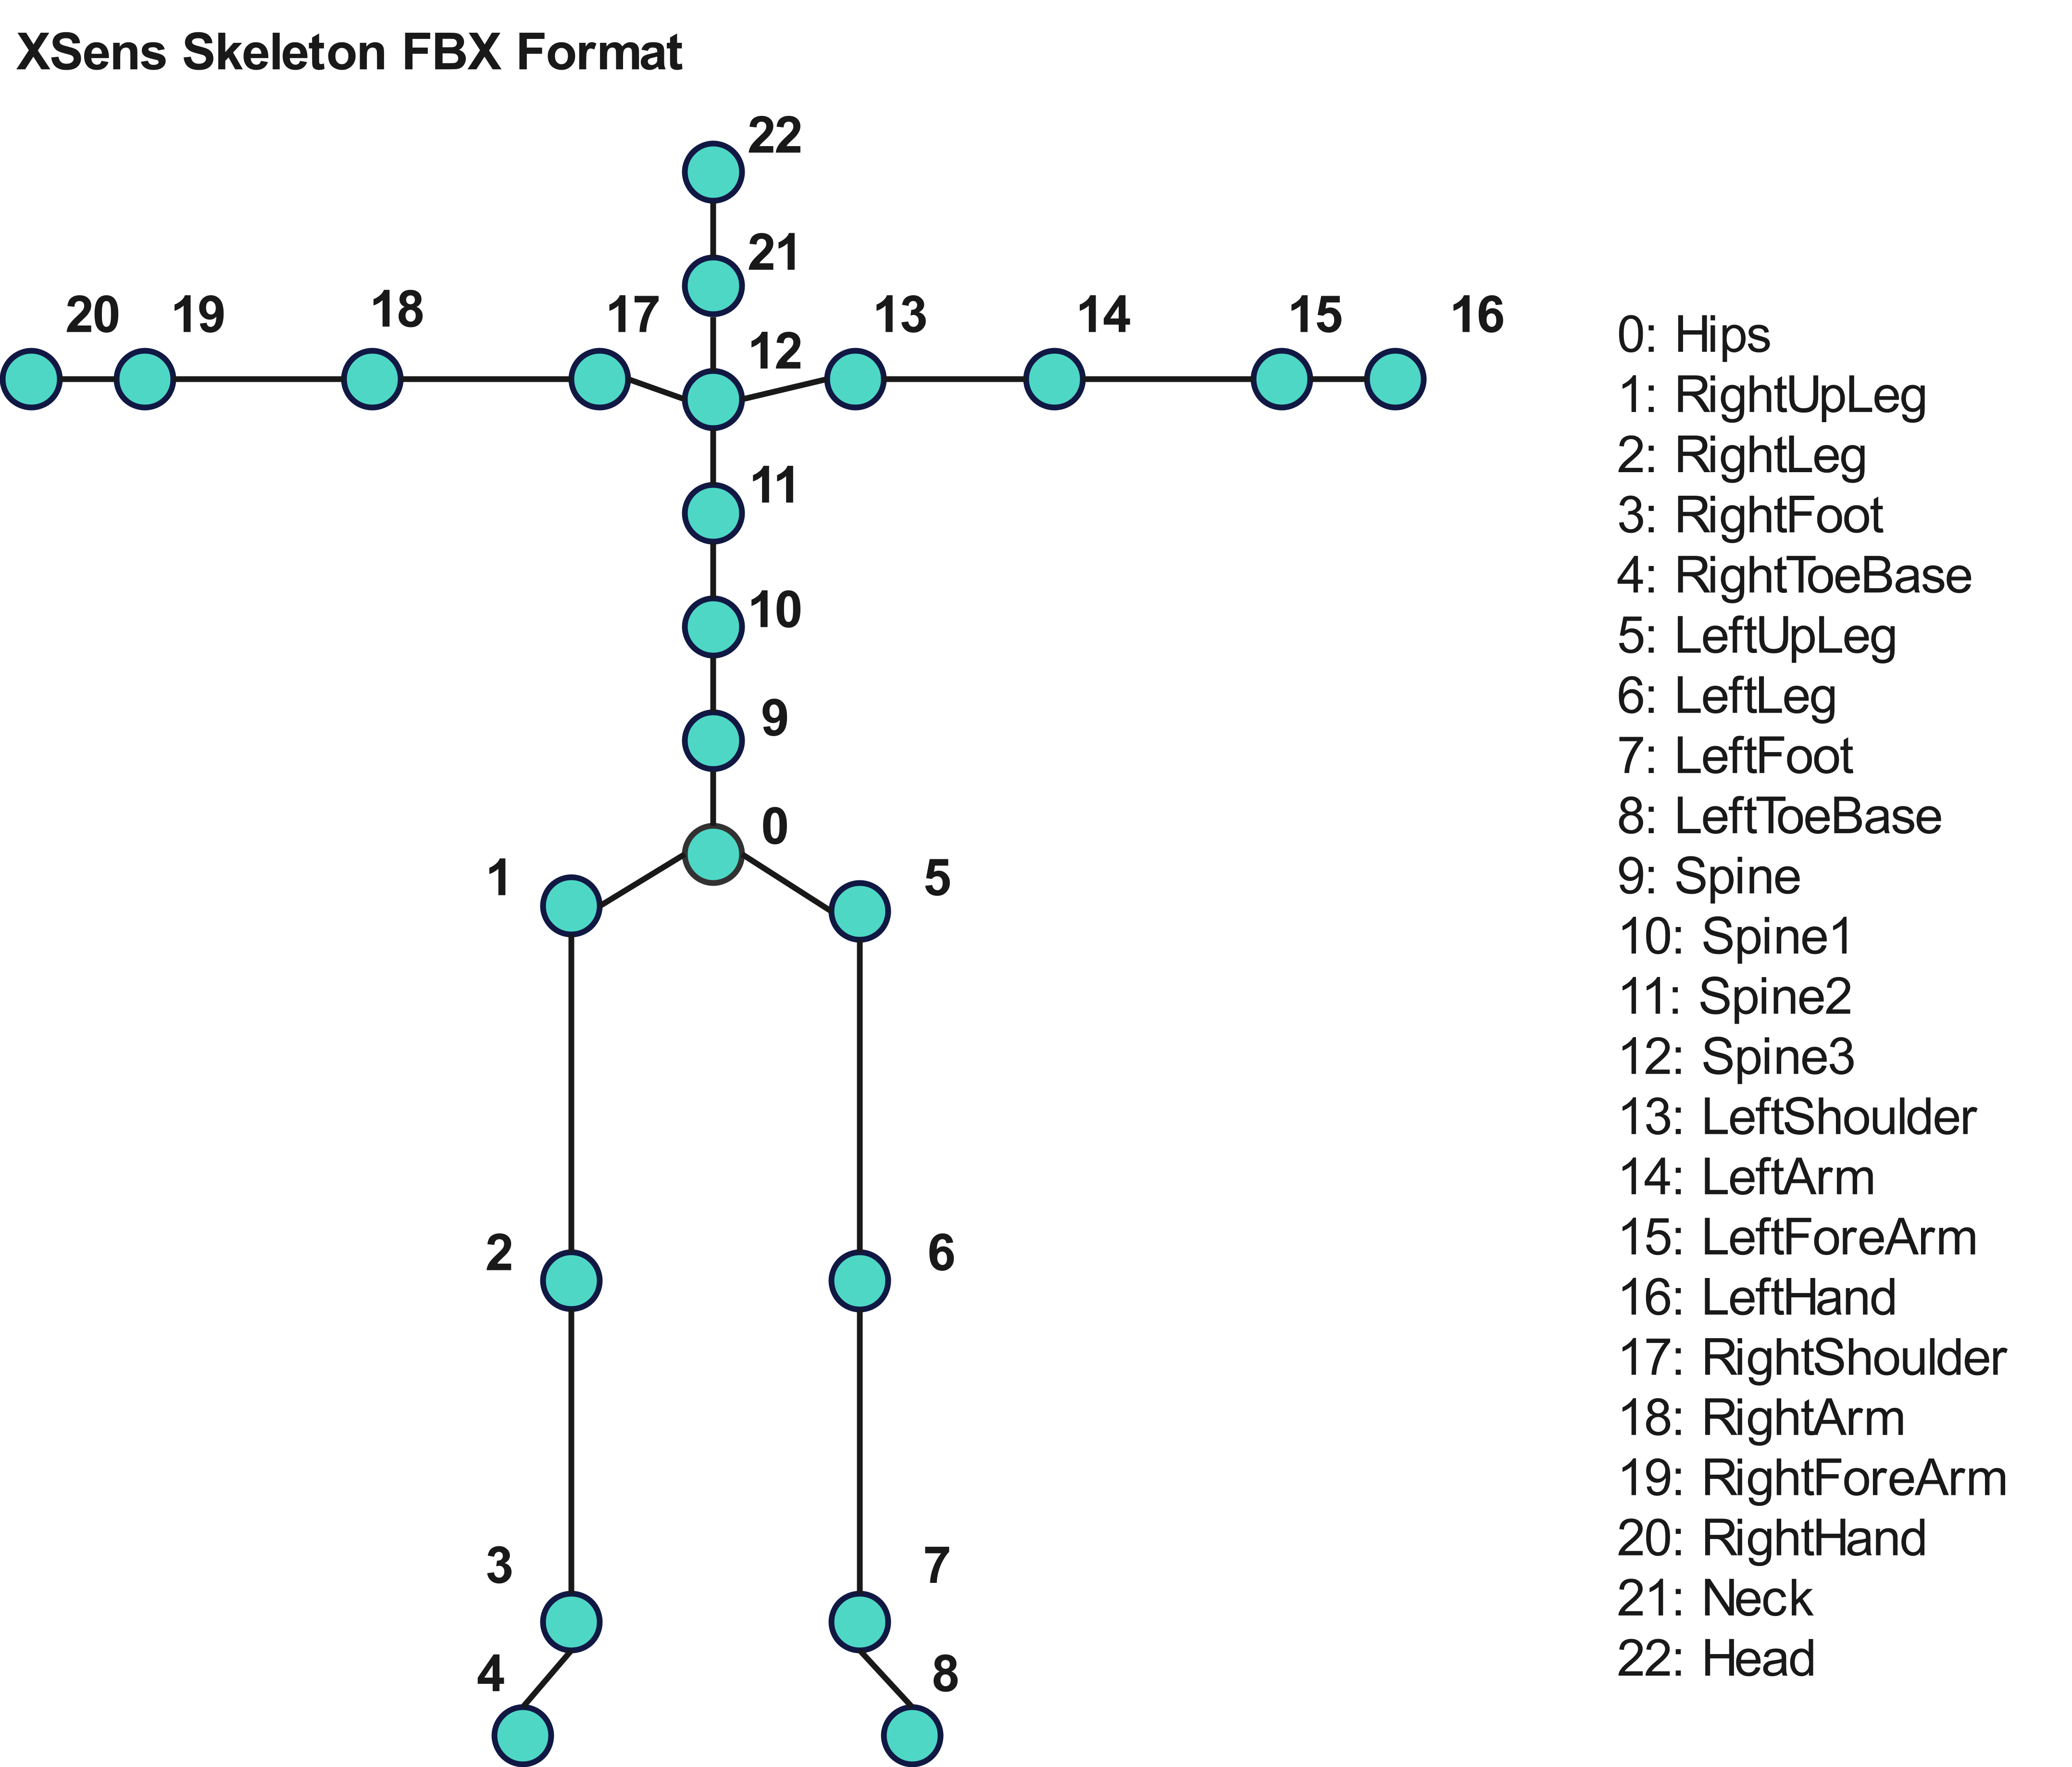 XSens Skeleton FBX Format
22
21
20 19 18 17 13 14 15 16
12
11
10
9
0
1 5
2 6
3 7
4 8
0: Hips
1: RightUpLeg
2: RightLeg
3: RightFoot
4: RightToeBase
5: LeftUpLeg
6: LeftLeg
7: LeftFoot
8: LeftToeBase
9: Spine
10: Spine1
11: Spine2
12: Spine3
13: LeftShoulder
14: LeftArm
15: LeftForeArm
16: LeftHand
17: RightShoulder
18: RightArm
19: RightForeArm
20: RightHand
21: Neck
22: Head